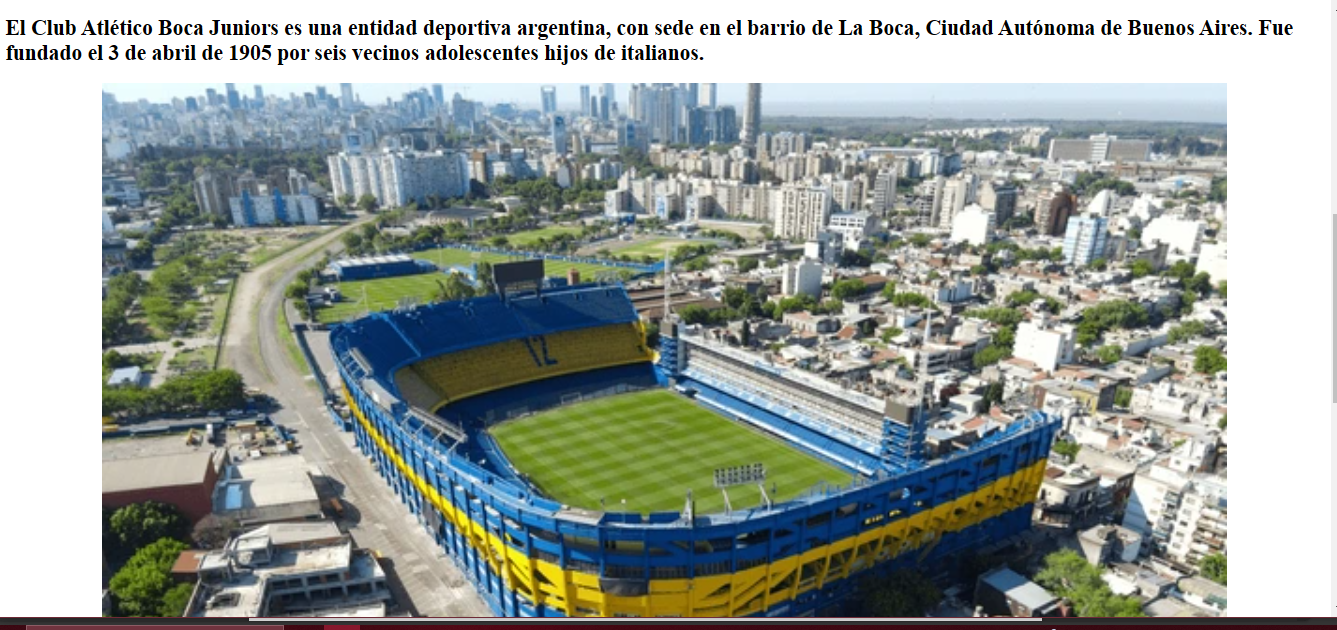 El Club Atlético Boca Juniors es una entidad deportiva argentina, con sede en el barrio de La Boca, Ciudad Autónoma de Buenos Aires. Fue
fundado el 3 de abril de 1905 por seis vecinos adolescentes hijos de italianos.
12